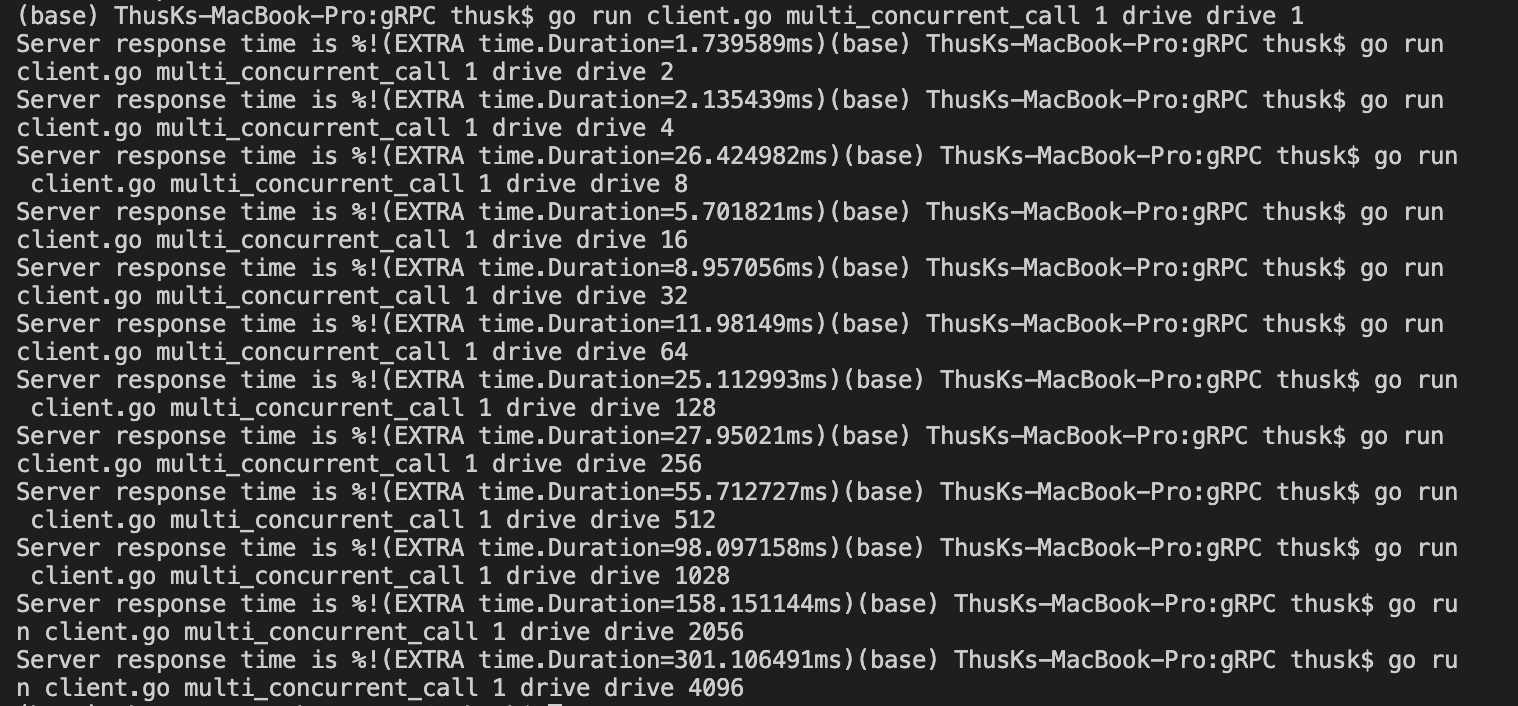 (base) ThusKs-MacBook-Pro:gRPC thusk$ go run client.go multi_concurrent_call 1 drive drive 1
Server response time is %!(EXTRA time.Duration=1.739589ms)(base) ThusKs-MacBook-Pro:gRPC thusk$ go run
client.go multi_concurrent_call 1 drive drive 2
Server response time is %!(EXTRA time.Duration=2.135439ms)(base) ThusKs-MacBook-Pro:gRPC thusk$ go run
client.go multi_concurrent_call 1 drive drive 4
Server response time is %!(EXTRA time.Duration=26.424982ms)(base) ThusKs-MacBook-Pro:gRPC thusk$ go run
 client.go multi_concurrent_call 1 drive drive 8
Server response time is %!(EXTRA time.Duration=5.701821ms)(base) ThusKs-MacBook-Pro:gRPC thusk$ go run
client.go multi_concurrent_call 1 drive drive 16
Server response time is %!(EXTRA time.Duration=8.957056ms)(base) ThusKs-MacBook-Pro:gRPC thusk$ go run
client.go multi_concurrent_call 1 drive drive 32
Server response time is %!(EXTRA time.Duration=11.98149ms)(base) ThusKs-MacBook-Pro:gRPC thusk$ go run
client.go multi_concurrent_call 1 drive drive 64
Server response time is %!(EXTRA time.Duration=25.112993ms)(base) ThusKs-MacBook-Pro:gRPC thusk$ go run
 client.go multi_concurrent_call 1 drive drive 128
Server response time is %!(EXTRA time.Duration=27.95021ms)(base) ThusKs-MacBook-Pro:gRPC thusk$ go run
client.go multi_concurrent_call 1 drive drive 256
Server response time is %!(EXTRA time.Duration=55.712727ms)(base) ThusKs-MacBook-Pro:gRPC thusk$ go run
 client.go multi_concurrent_call 1 drive drive 512
Server response time is %!(EXTRA time.Duration=98.097158ms)(base) ThusKs-MacBook-Pro:gRPC thusk$ go run
 client.go multi_concurrent_call 1 drive drive 1028
Server response time is %!(EXTRA time.Duration=158.151144ms)(base) ThusKs-MacBook-Pro:gRPC thusk$ go ru
n client.go multi_concurrent_call 1 drive drive 2056
Server response time is %!(EXTRA time.Duration=301.106491ms)(base) ThusKs-MacBook-Pro:gRPC thusk$ go ru
n client.go multi_concurrent_call 1 drive drive 4096